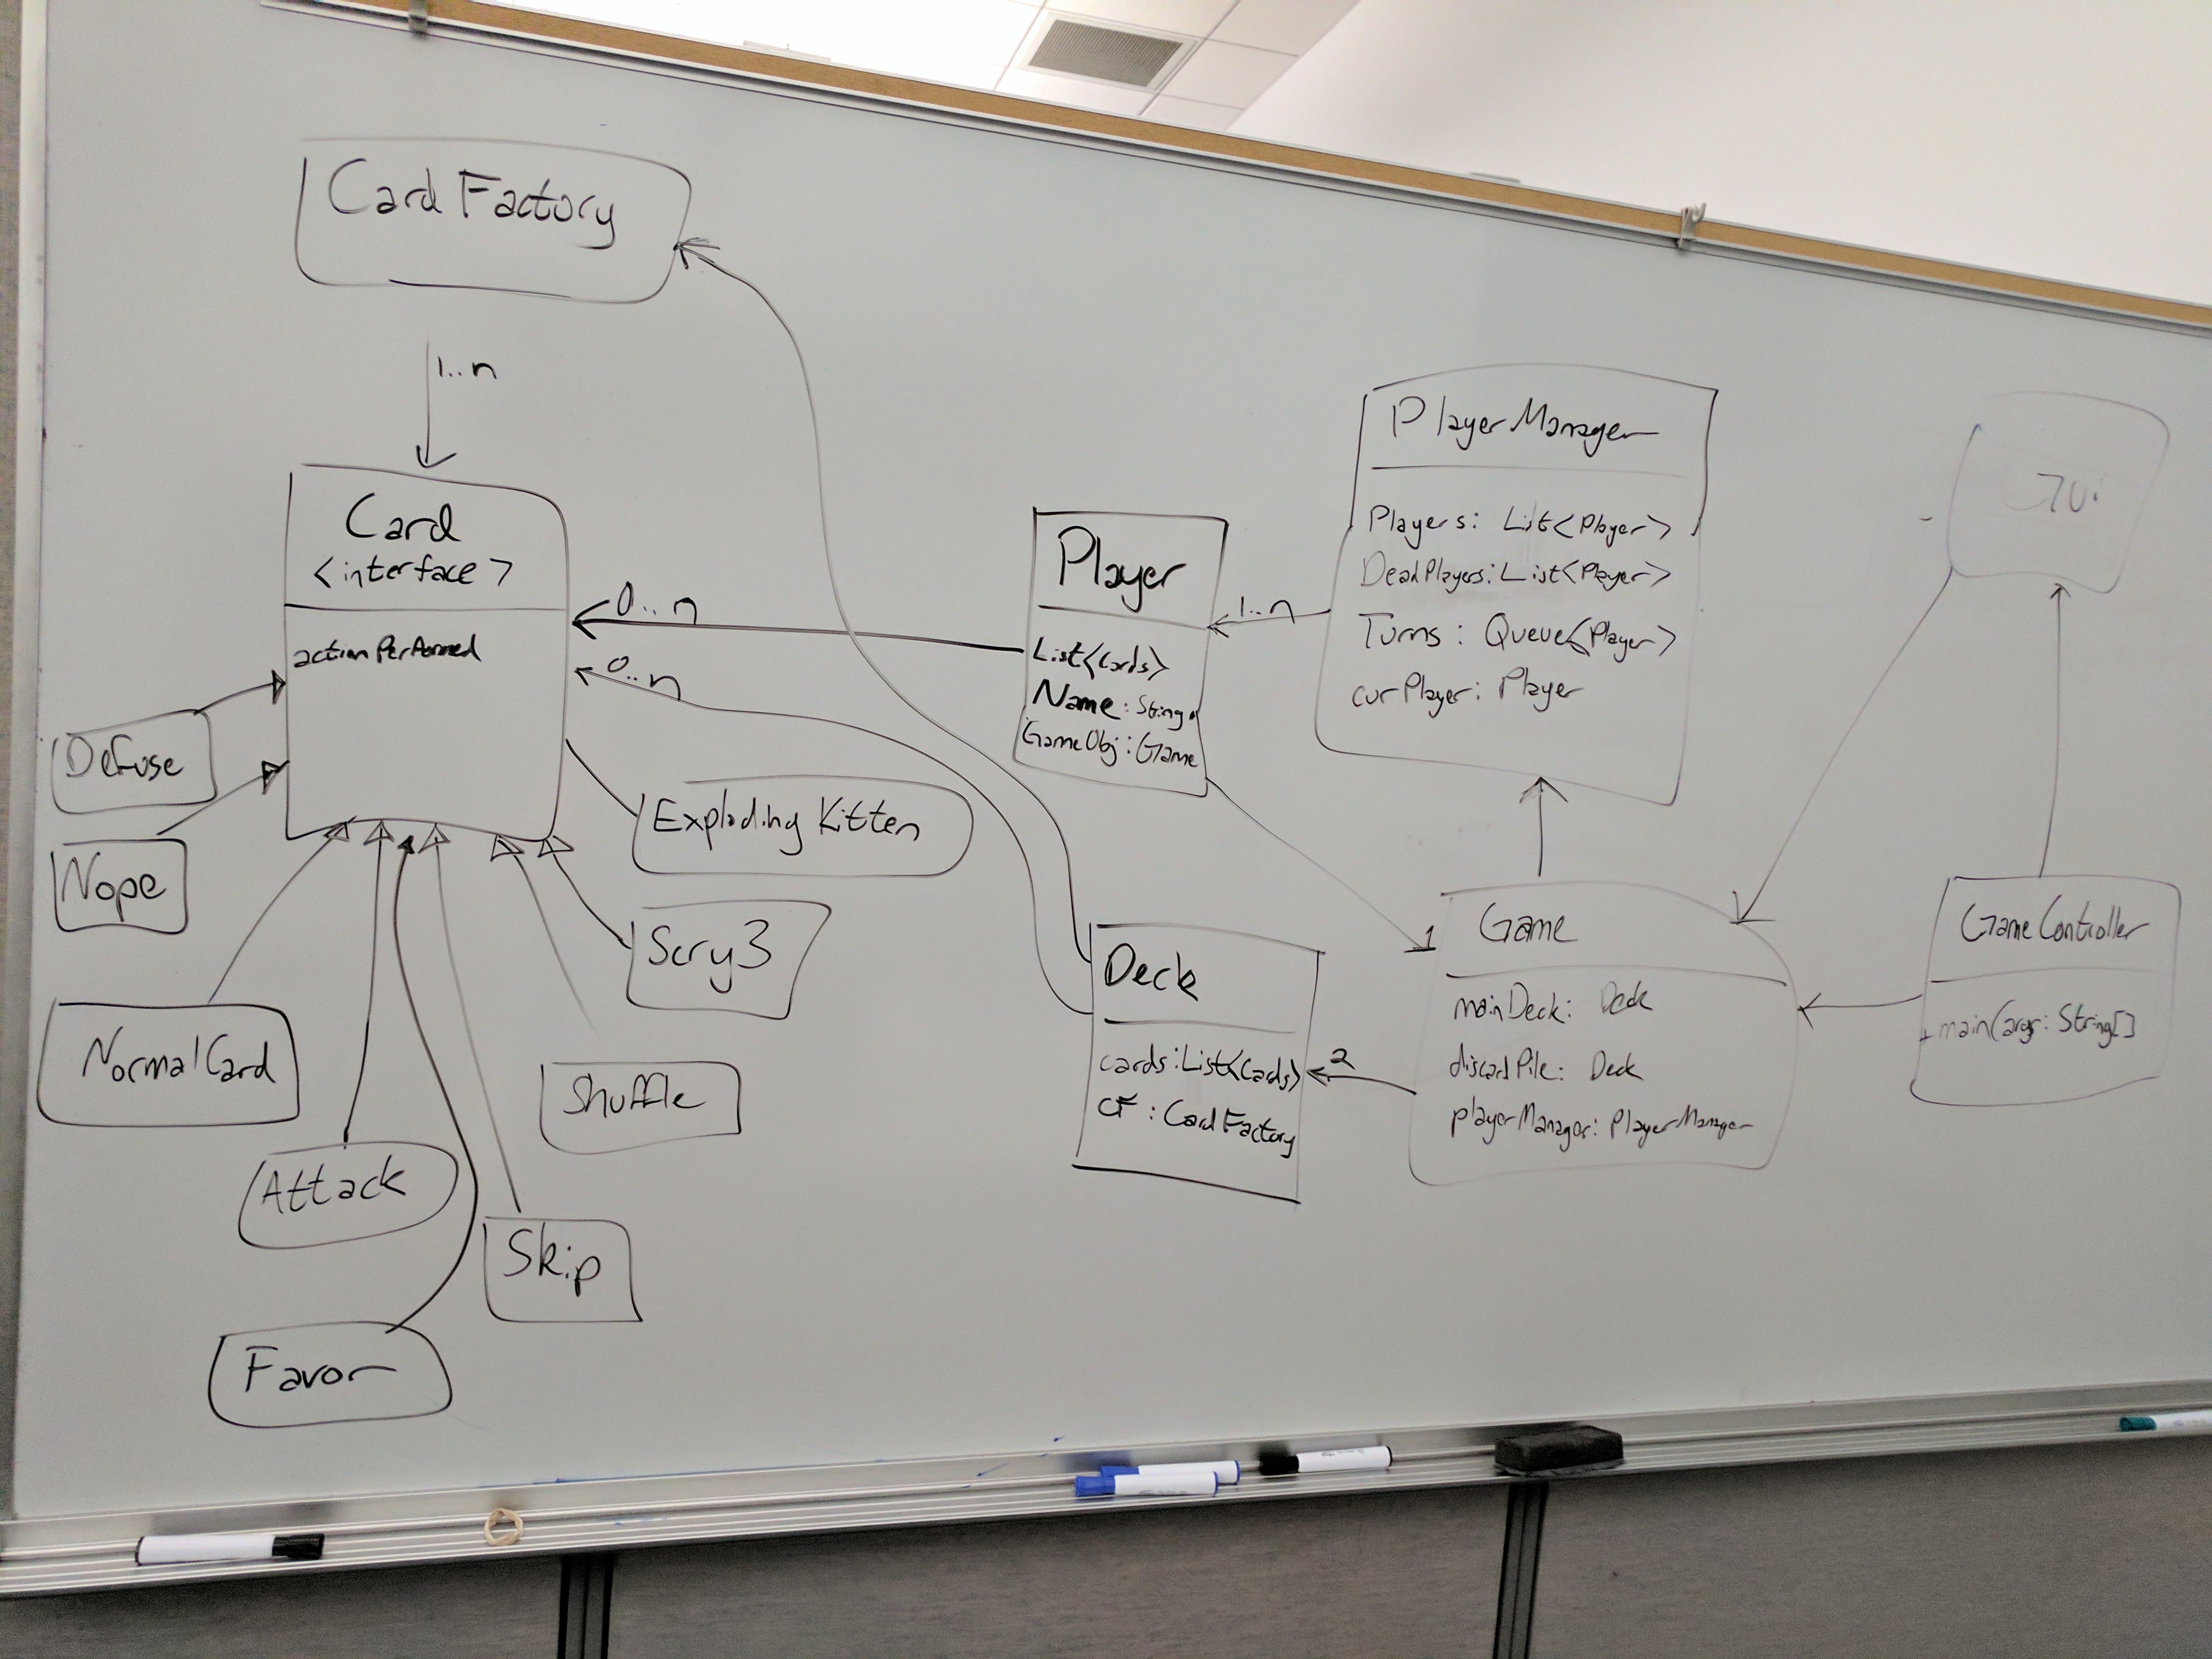 Card Factory
1..n
Card
<interface>
actionPerformed
Defuse
Nope
NormalCard
Attack
Favor
Skip
Shuffle
Scry3
Exploding Kitten
0..n
0..n
Player
List<Cards>
Name: String
GameObj: Game
1..n
PlayerManager
Players: List<Player>
DeadPlayers: List<Player>
Turns: Queue<Player>
curPlayer: Player
Deck
cards: List<Cards>
CF: CardFactory
2
1
Game
mainDeck: Deck
discardPile: Deck
playerManager: PlayerManager
Gui
GameController
+ main(args: String[])